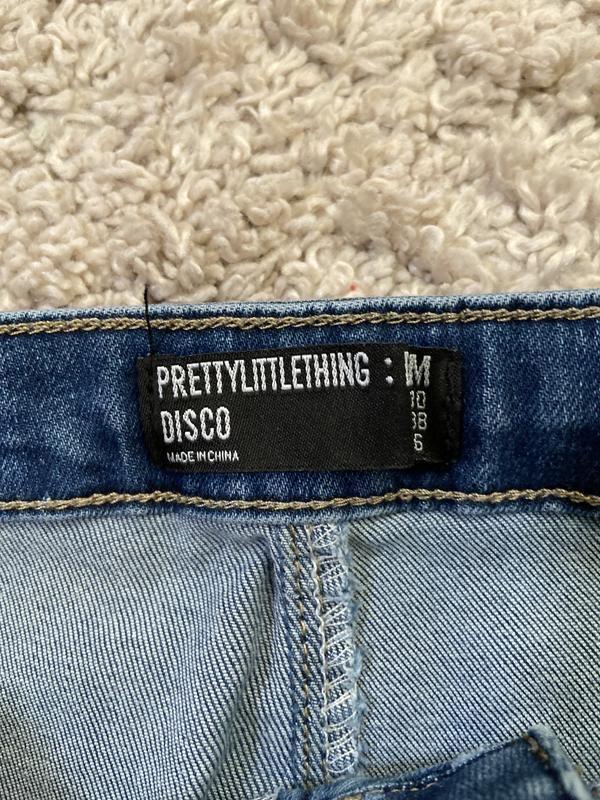 PRETTYLITTLETHING : M
10
DISCO
38
6
MADE IN CHINA